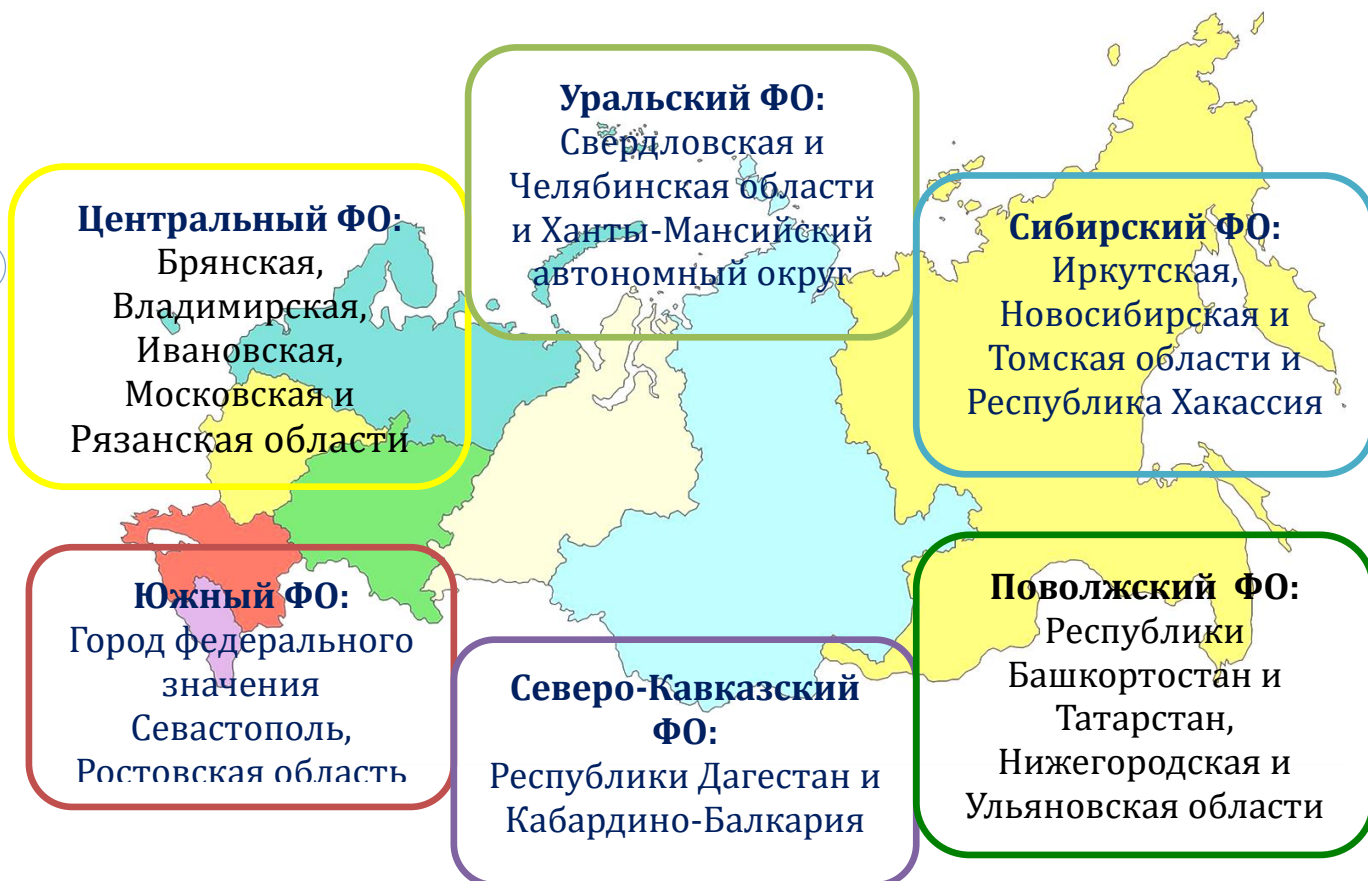 Уральский ФО:
Свердловская и
Челябинская области
и Ханты-Мансийский
автономный округ
Центральный ФО:
Брянская,
Владимирская,
Ивановская,
Московская и
Рязанская области
Сибирский ФО:
Иркутская,
Новосибирская и
Томская области и
Республика Хакассия
Южный ФО:
Город федерального
значения
Севастополь,
Ростовская область
Северо-Кавказский
ФО:
Республики Дагестан и
Кабардино-Балкария
Поволжский ФО:
Республики
Башкортостан и
Татарстан,
Нижегородская и
Ульяновская области